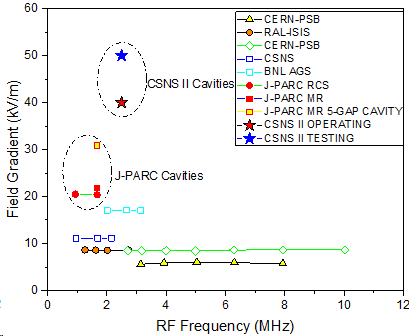 60
50
40
30
20
10
0
0
2
4
6
8
10
12
Field Gradient (kV/m)
RF Frequency (MHz)
CSNS II Cavities
J-PARC Cavities
CERN-PSB
RAL-ISIS
CERN-PSB
CSNS
BNL AGS
J-PARC RCS
J-PARC MR
J-PARC MR 5-GAP CAVITY
CSNS II OPERATING
CSNS II TESTING